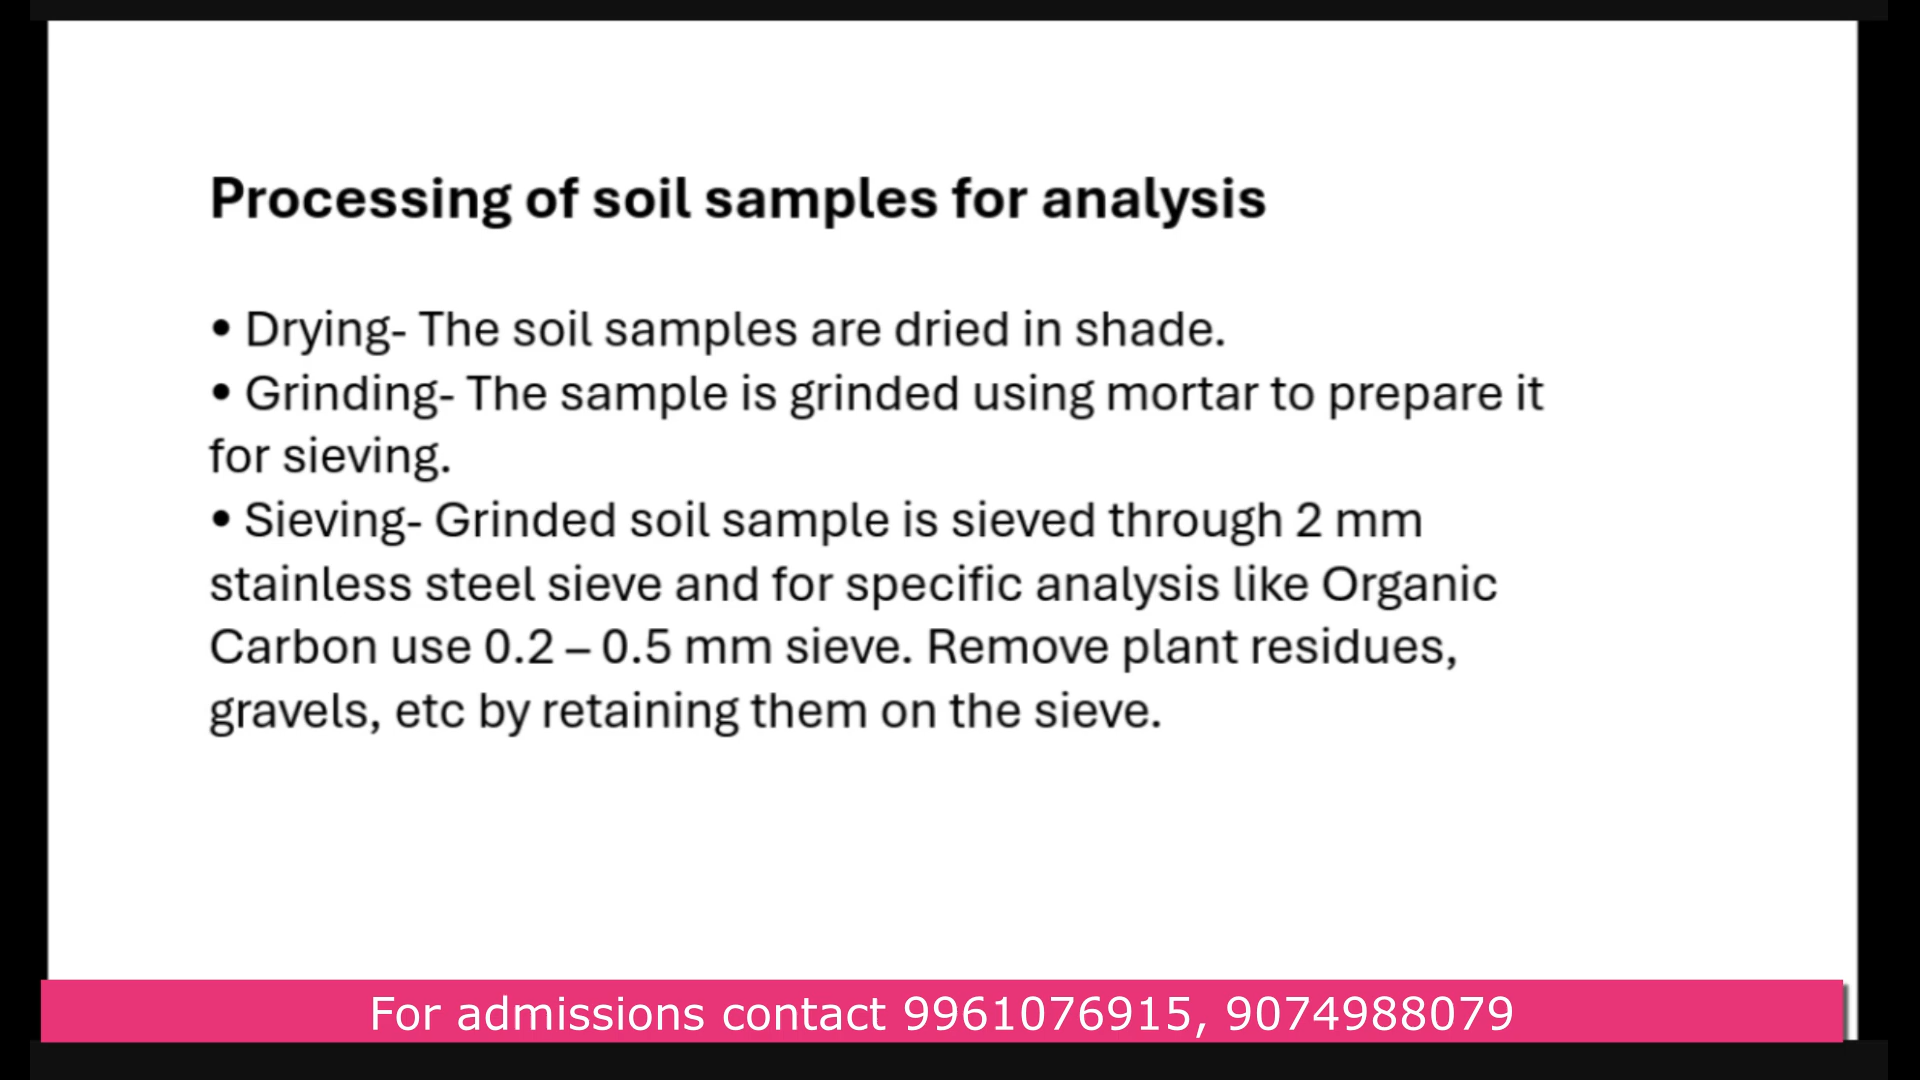 Processing of soil samples for analysis
• Drying- The soil samples are dried in shade.
• Grinding- The sample is grinded using mortar to prepare it
for sieving.
• Sieving- Grinded soil sample is sieved through 2 mm
stainless steel sieve and for specific analysis like Organic
Carbon use 0.2 – 0.5 mm sieve. Remove plant residues,
gravels, etc by retaining them on the sieve.
For admissions contact 9961076915, 9074988079